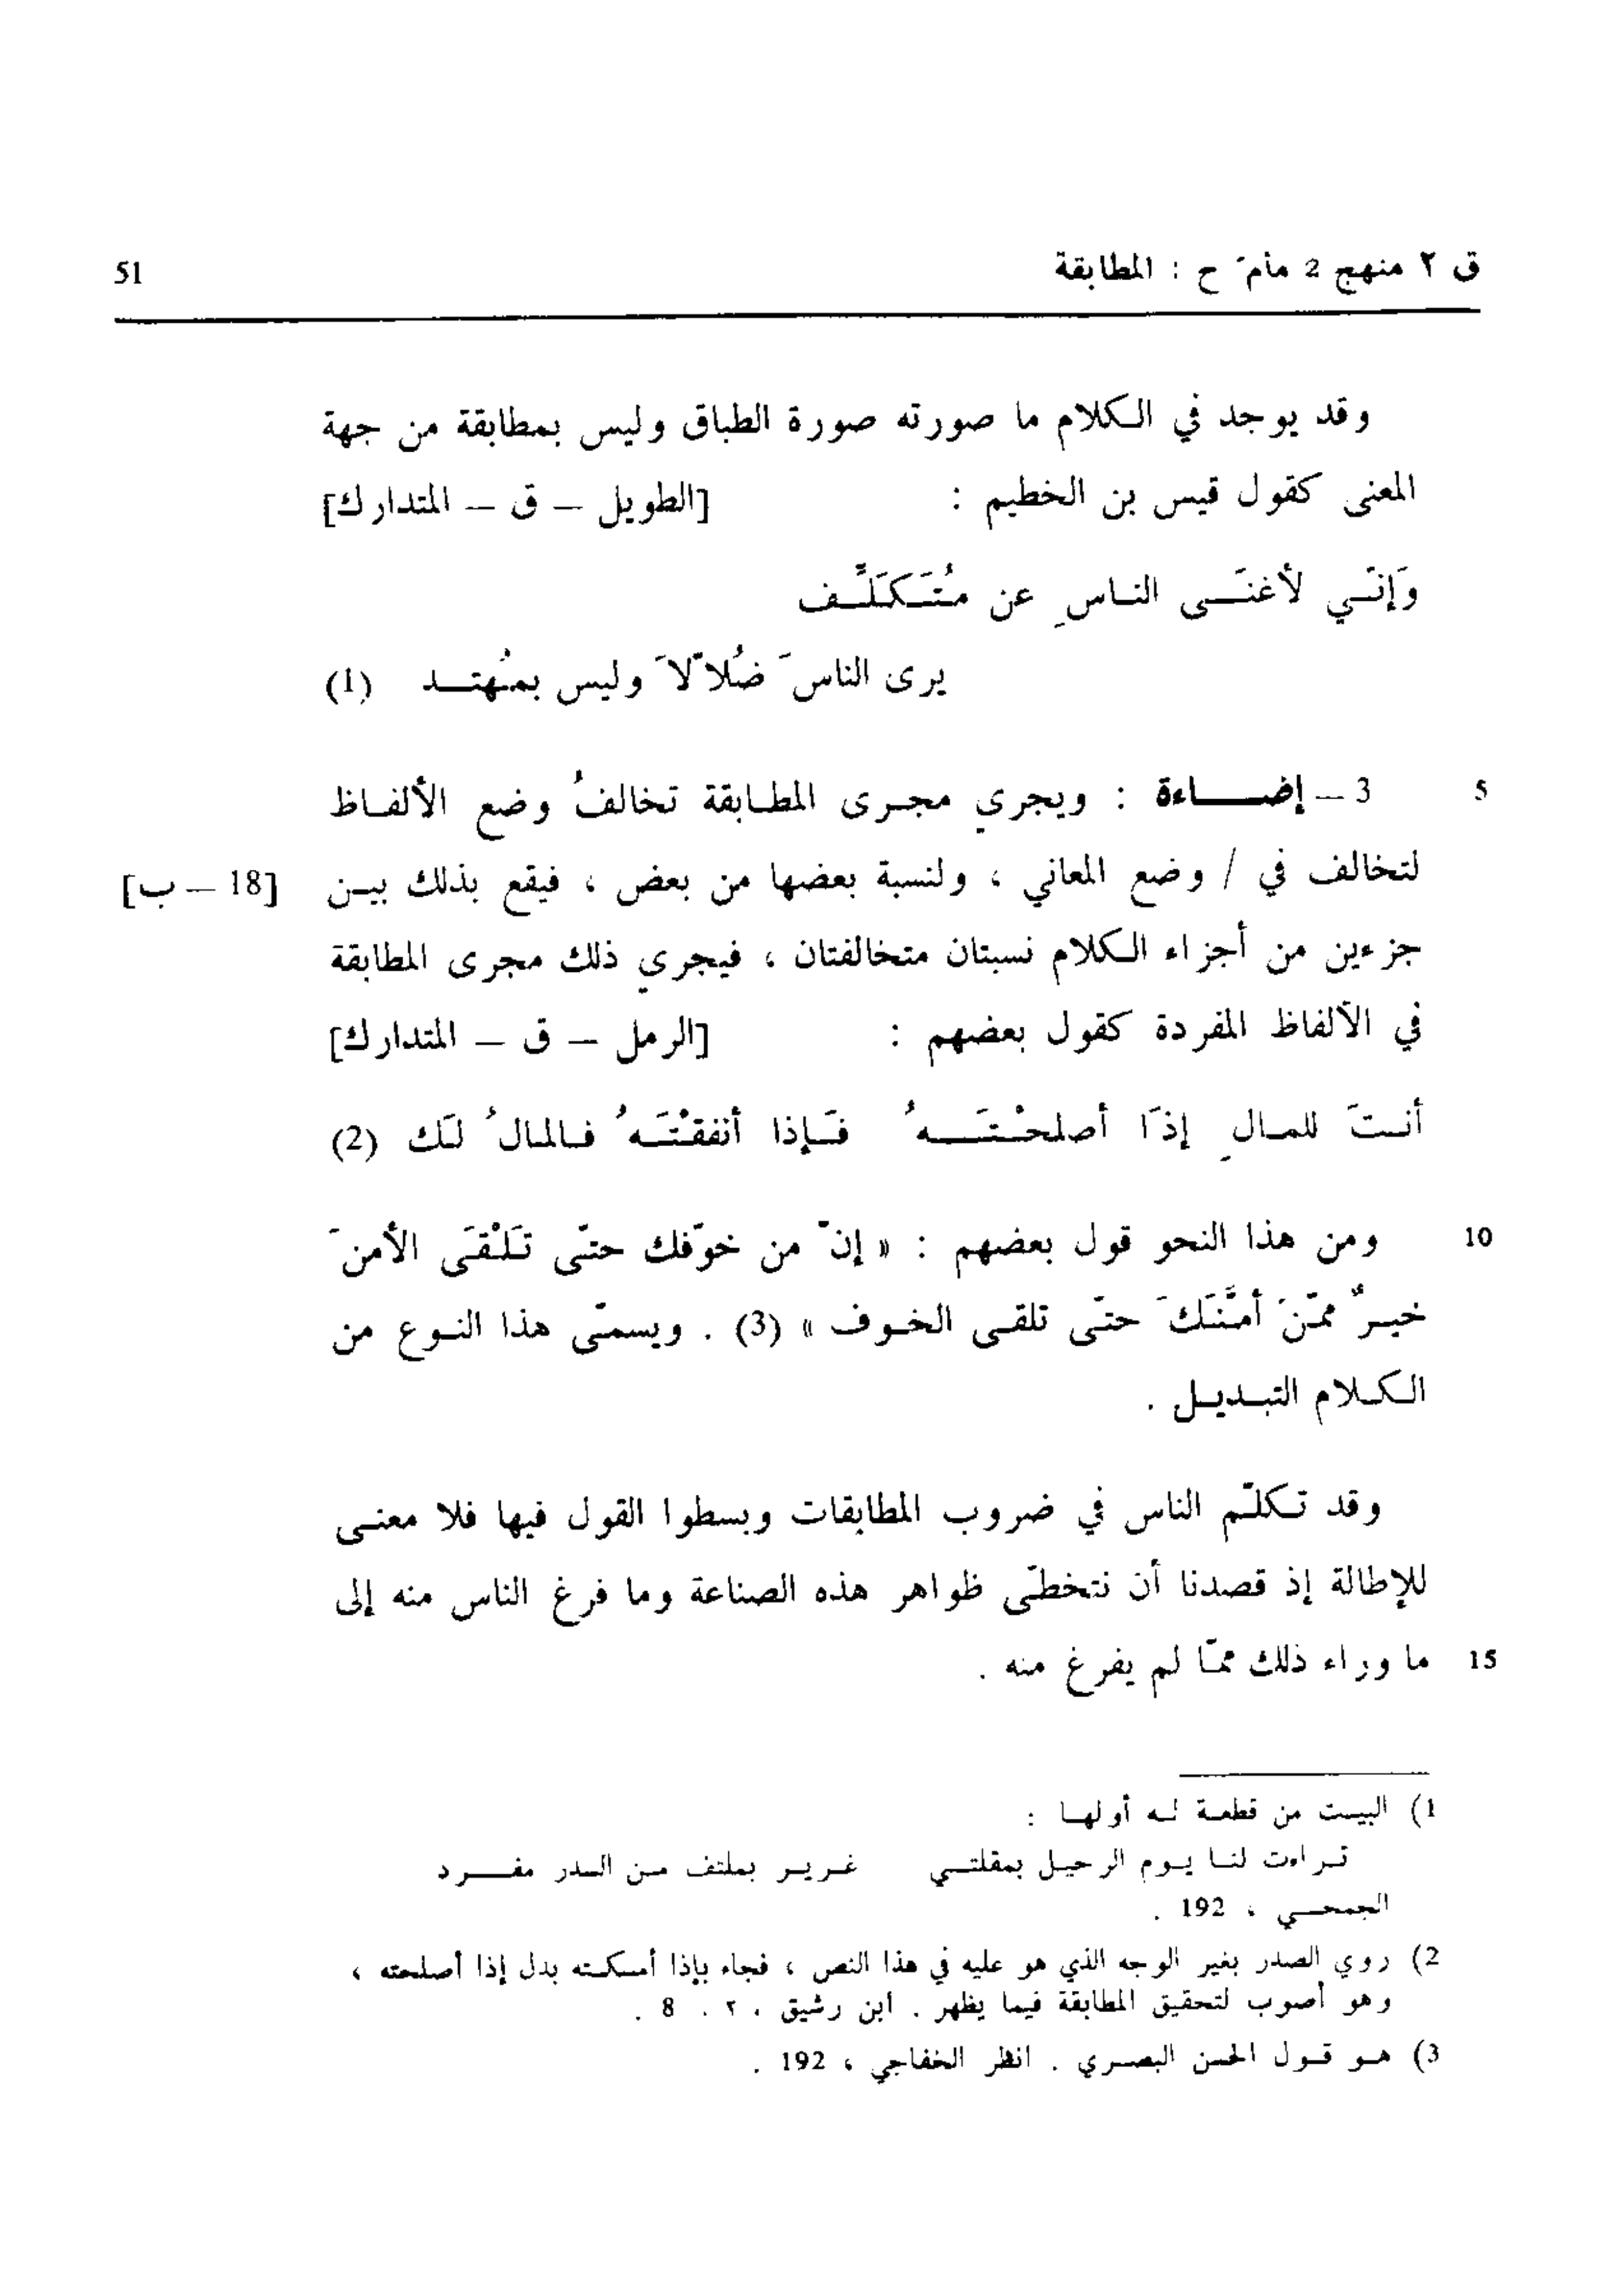 ق ٢ منهج 2 مأمَ ح : المطابقة 51
وقد يوجد في الكلام ما صورته صورة الطباق وليس بمطابقة من جهة
المعنى كقول قيس بن الخطيم : [الطويل — ق — المتدارك]
وَإنّي لأغنَى الناسِ عن مُتَكَلِّف
يرى الناسَ ضُلاّلاَ وليس بمُهتد (1)
5 3 — إضاءة : ويجري مجرى المطابقة تخالفُ وضع الألفاظ
لتخالف في / وضع المعاني ، ولنسبة بعضها من بعض ، فيقع بذلك بين [18 — ب]
جزءين من أجزاء الكلام نسبتان متخالفتان ، فيجري ذلك مجرى المطابقة
في الألفاظ المفردة كقول بعضهم : [الرمل — ق — المتدارك]
أنتَ للمالِ إذَا أصلحْتَهُ فَإذا أنفقْتَهُ فالمالُ لَك (2)
10 ومن هذا النحو قول بعضهم : « إنّ من خوّفك حتّى تَلْقَى الأمنَ
خيرٌ ممّنَ أمَّنَكَ حتّى تلقى الخوف » (3) . ويسمّى هذا النوع من
الكلام التبديل .
وقد تكلّم الناس في ضروب المطابقات وبسطوا القول فيها فلا معنى
للإطالة إذ قصدنا أن نتخطّى ظواهر هذه الصناعة وما فرغ الناس منه إلى
15 ما وراء ذلك ممّا لم يفرغ منه .
1) البيت من قطعة له أولها :
تراءت لنا يوم الرحيل بمقلتي غرير بملتف من السدر مفرد
الجمحي ، 192 .
2) روي الصدر بغير الوجه الذي هو عليه في هذا النص ، فجاء بإذا أمسكته بدل إذا أصلحته ،
وهو أصوب لتحقيق المطابقة فيما يظهر . ابن رشيق ، ٢ . 8 .
3) هو قول الحسن البصري . انظر الخفاجي ، 192 .